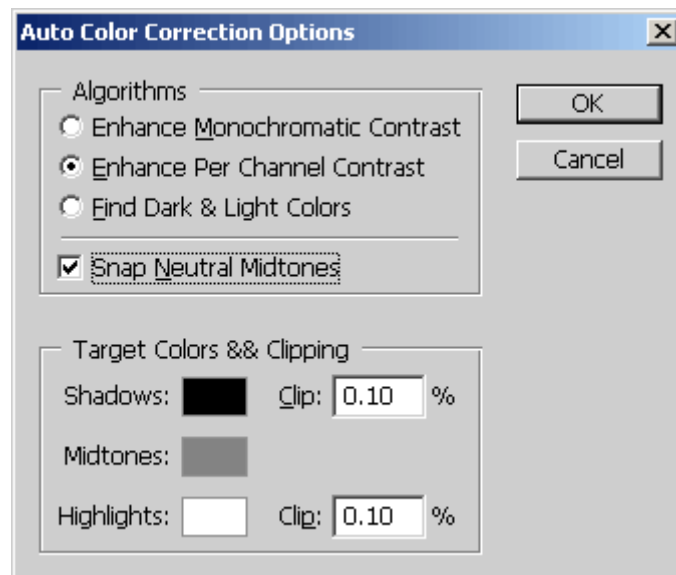 Auto Color Correction Options
Algorithms
Enhance Monochromatic Contrast
Enhance Per Channel Contrast
Find Dark & Light Colors
Snap Neutral Midtones
OK
Cancel
Target Colors && Clipping
Shadows: Clip: 0.10 %
Midtones:
Highlights: Clip: 0.10 %